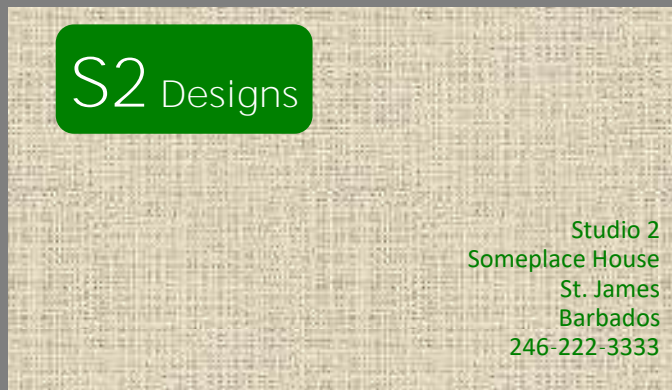 S2 Designs
Studio 2
Someplace House
St. James
Barbados
246-222-3333